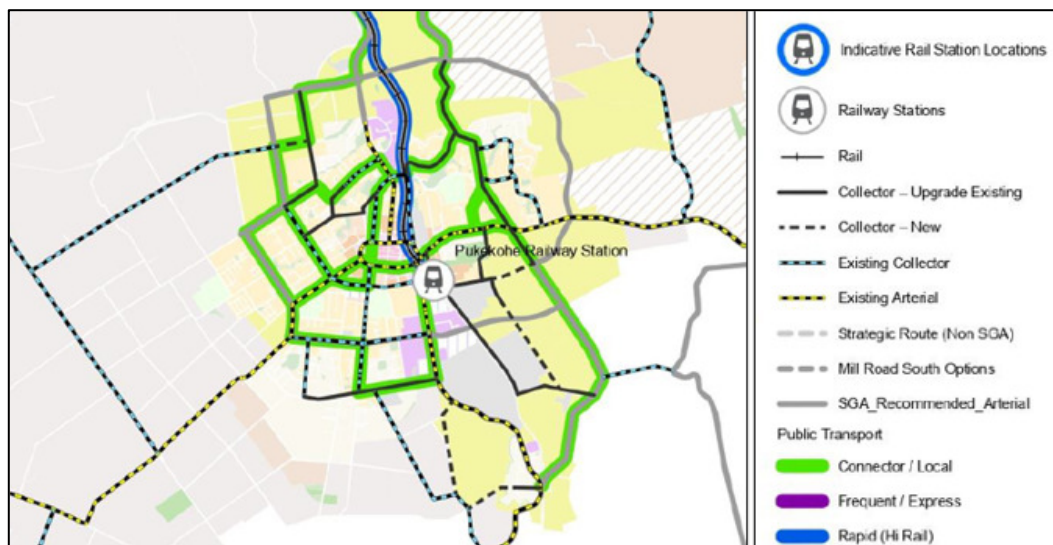 Pukekohe Railway Station
Indicative Rail Station Locations
Railway Stations
Rail
Collector – Upgrade Existing
Collector – New
Existing Collector
Existing Arterial
Strategic Route (Non SGA)
Mill Road South Options
SGA_Recommended_Arterial
Public Transport
Connector / Local
Frequent / Express
Rapid (Hi Rail)